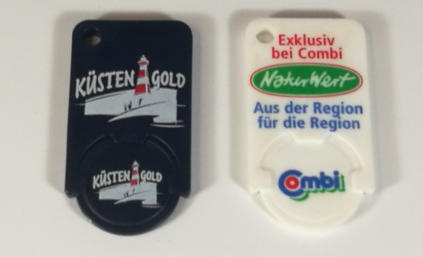 KÜSTEN GOLD
KÜSTEN GOLD
Exklusiv
bei Combi
NaturWert
Aus der Region
für die Region
Combi